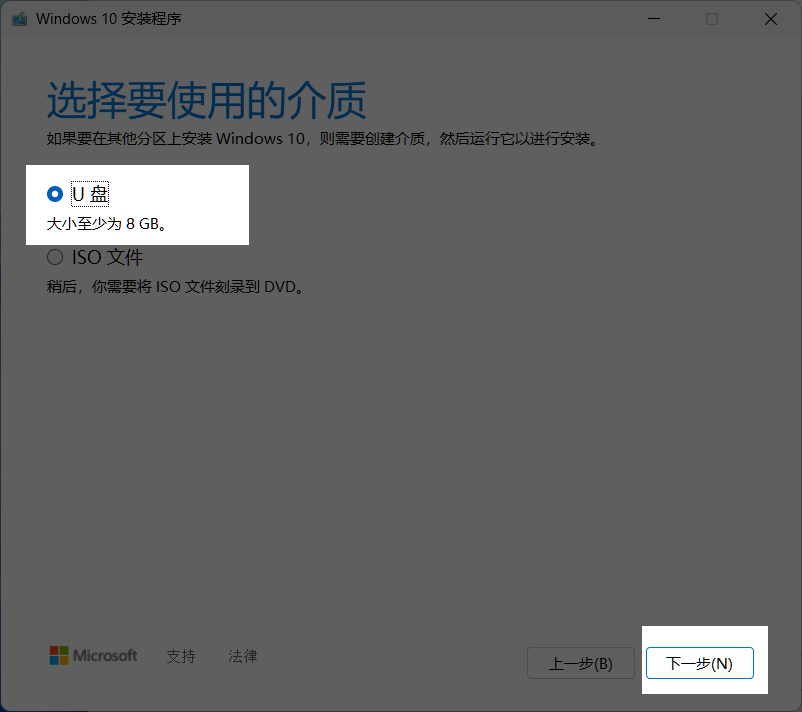 Windows 10 安装程序
选择要使用的介质
如果要在其他分区上安装 Windows 10，则需要创建介质，然后运行它以进行安装。
U 盘
大小至少为 8 GB。
ISO 文件
稍后，你需要将 ISO 文件刻录到 DVD。
Microsoft 支持 法律 上一步(B) 下一步(N)